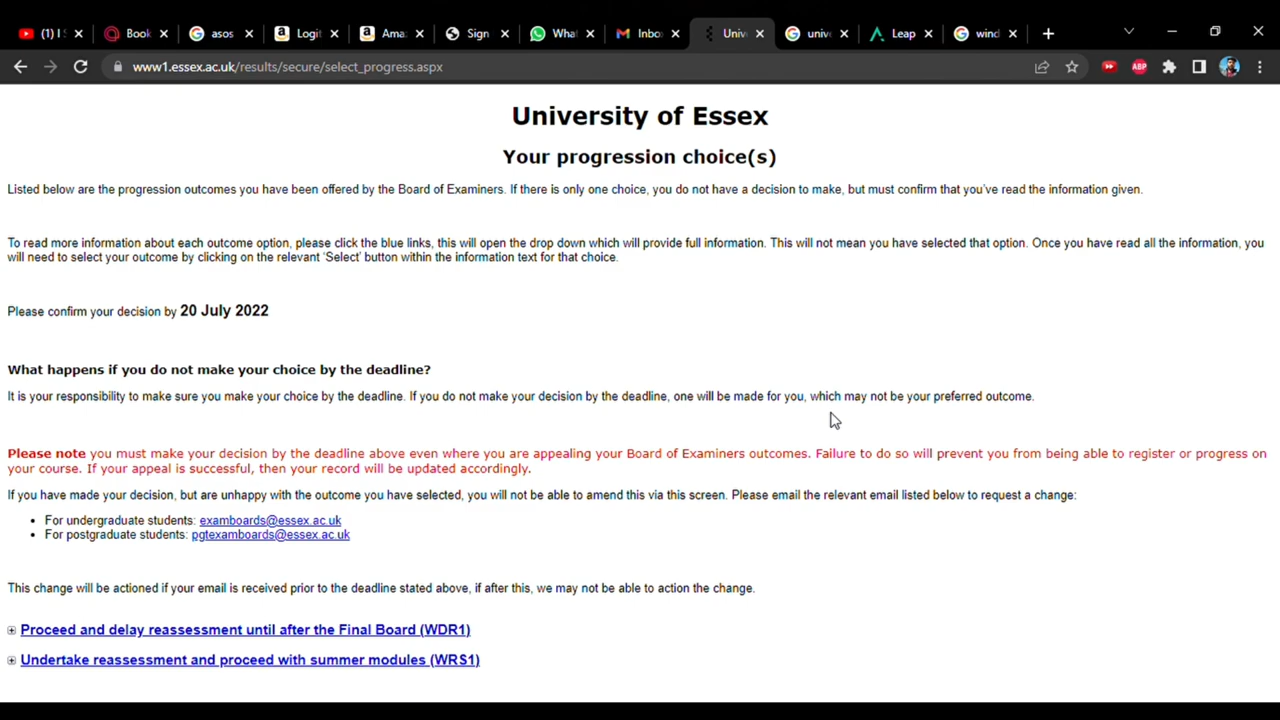 (1) I S
Book
asos
Logit
Ama
Sign
What
Inbo
Unive
unive
Leap
wind
www1.essex.ac.uk/results/secure/select_progress.aspx
ABP
University of Essex
Your progression choice(s)
Listed below are the progression outcomes you have been offered by the Board of Examiners. If there is only one choice, you do not have a decision to make, but must confirm that you've read the information given.
To read more information about each outcome option, please click the blue links, this will open the drop down which will provide full information. This will not mean you have selected that option. Once you have read all the information, you
will need to select your outcome by clicking on the relevant 'Select' button within the information text for that choice.
Please confirm your decision by 20 July 2022
What happens if you do not make your choice by the deadline?
It is your responsibility to make sure you make your choice by the deadline. If you do not make your decision by the deadline, one will be made for you, which may not be your preferred outcome.
Please note you must make your decision by the deadline above even where you are appealing your Board of Examiners outcomes. Failure to do so will prevent you from being able to register or progress on
your course. If your appeal is successful, then your record will be updated accordingly.
If you have made your decision, but are unhappy with the outcome you have selected, you will not be able to amend this via this screen. Please email the relevant email listed below to request a change:
• For undergraduate students: examboards@essex.ac.uk
• For postgraduate students: pgtexamboards@essex.ac.uk
This change will be actioned if your email is received prior to the deadline stated above, if after this, we may not be able to action the change.
Proceed and delay reassessment until after the Final Board (WDR1)
Undertake reassessment and proceed with summer modules (WRS1)